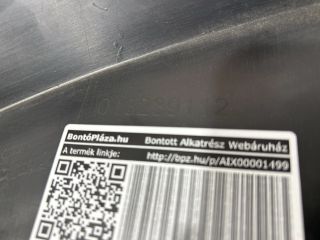 BontóPláza.hu Bontott Alkatrész Webáruház
A termék linkje: http://bpz.hu/p/AIX00001499